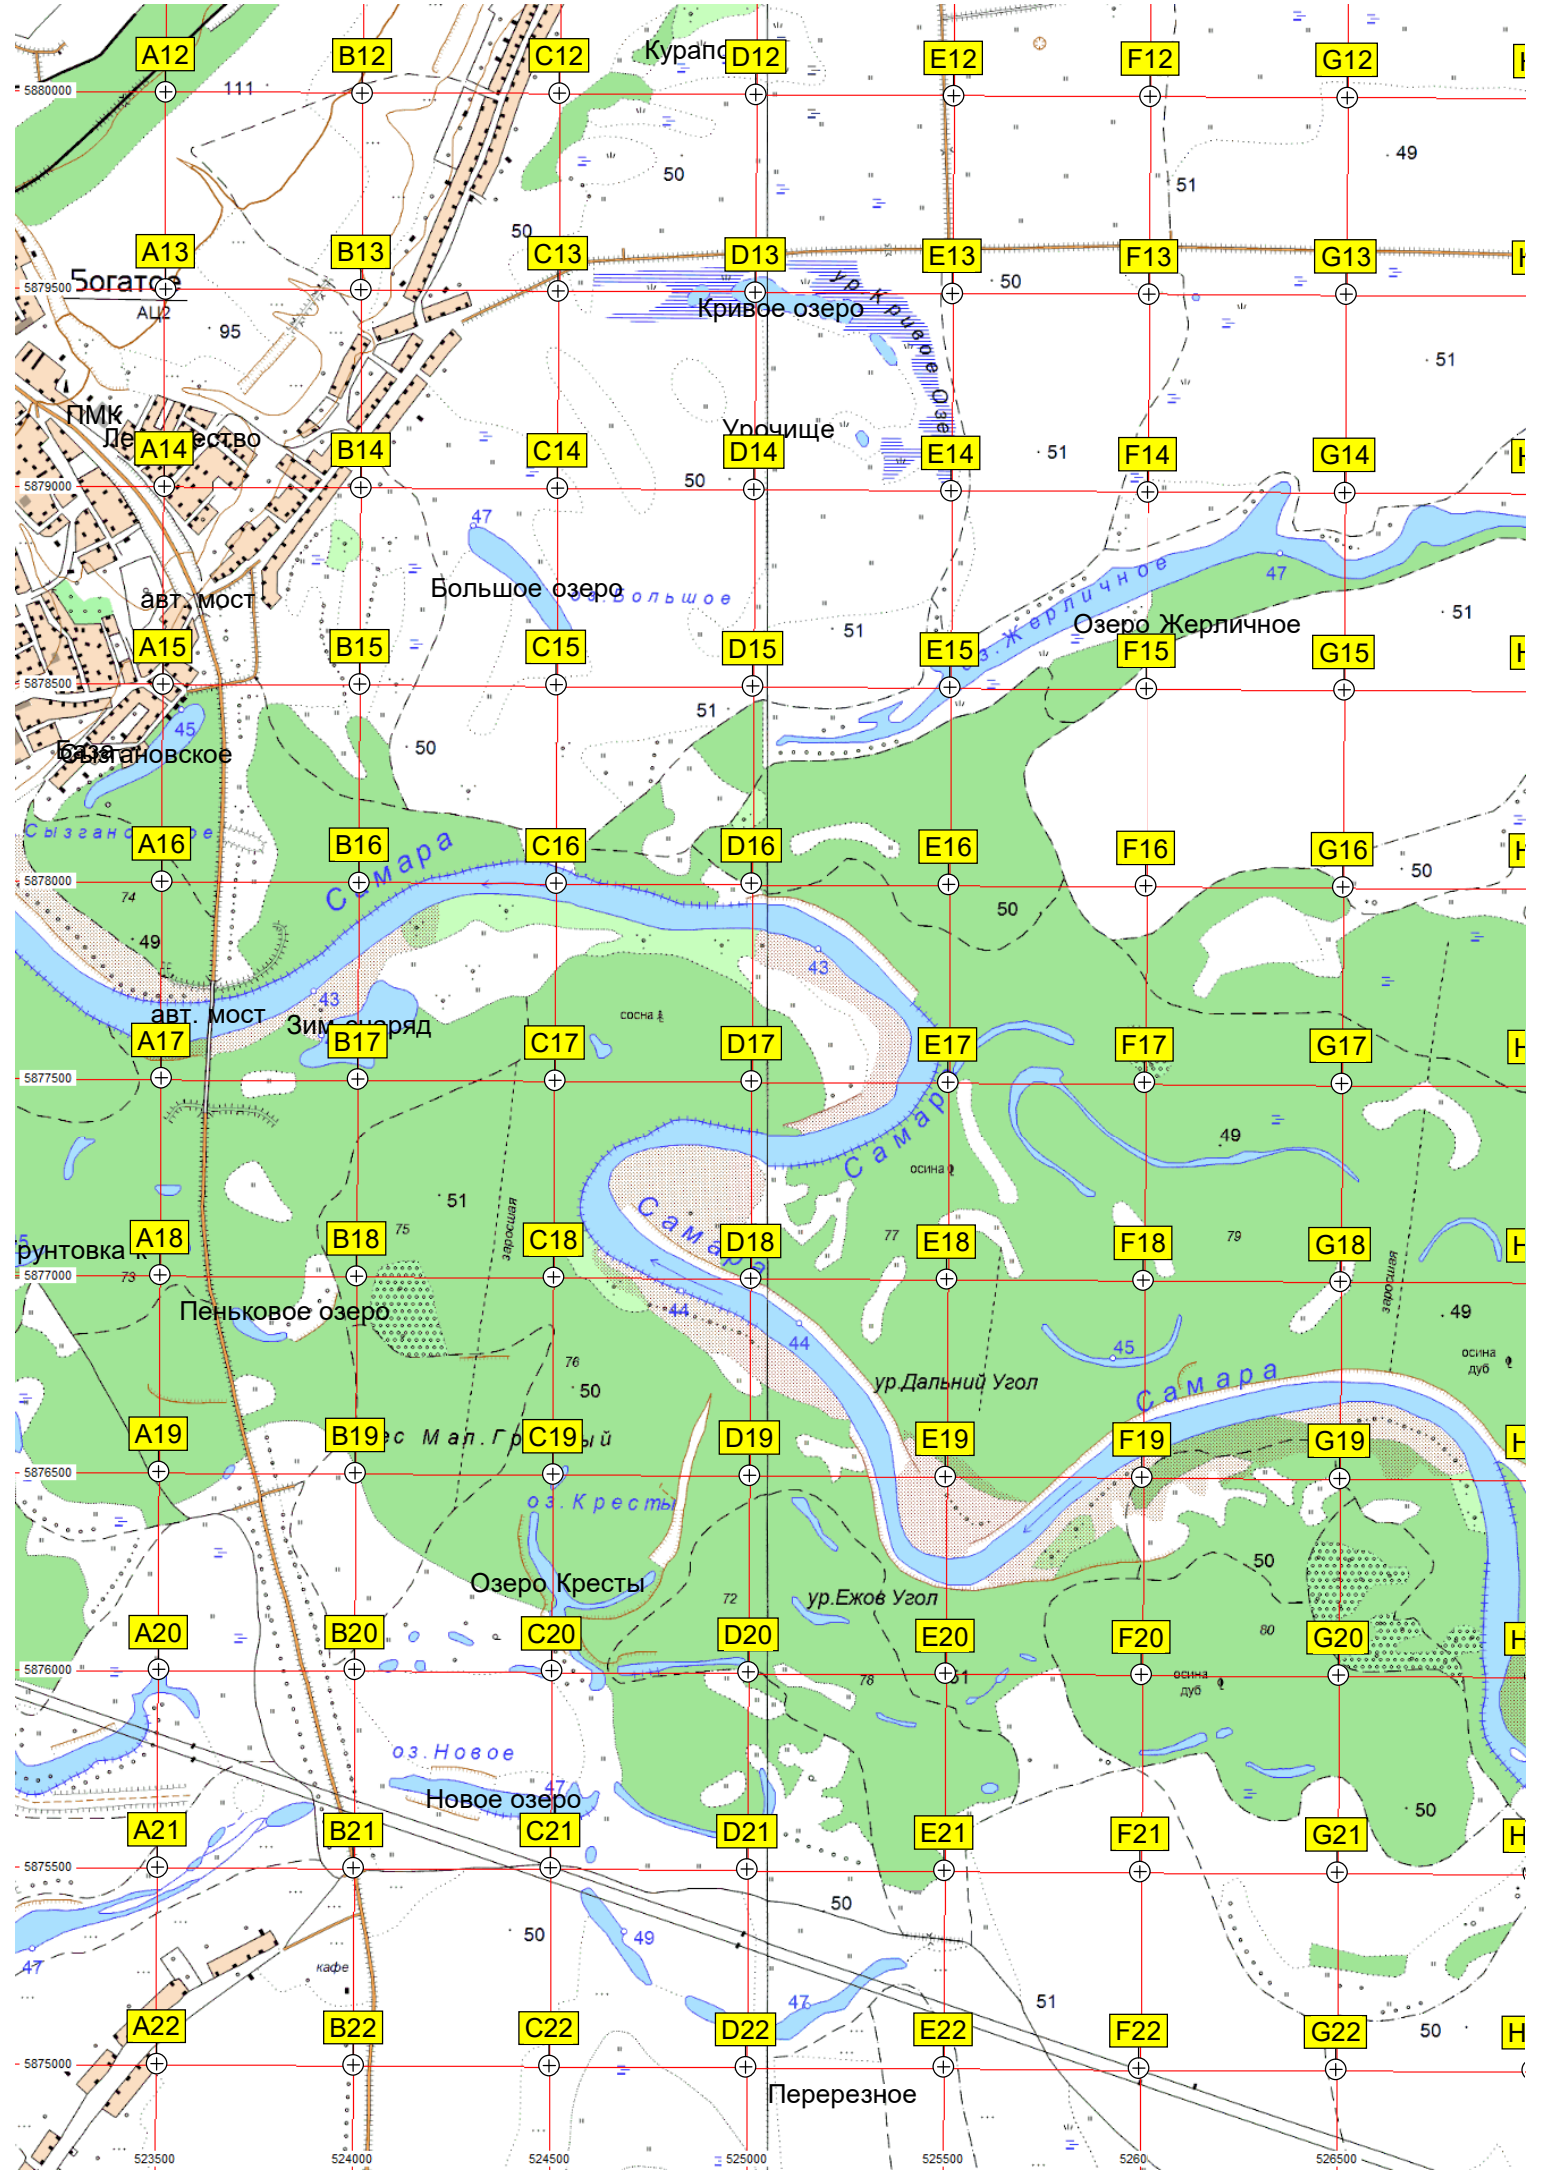 A12 B12 C12 D12 E12 F12 G12
5880000
111
50
49
51
A13 B13 C13 D13 E13 F13 G13
50
5879500
АЦ2
95
Кривое озеро
50
51
ПМК
Урочище
A14 B14 C14 D14 E14 F14 G14
5879000
50
51
47
Большое озеро
оз.Жерличное
47
51
авт. мост
Озеро Жерличное
51
A15 B15 C15 D15 E15 F15 G15
5878500
45
51
50
A16 B16 C16 D16 E16 F16 G16
Самара
5878000
74
50
50
49
43
43
авт. мост
сосна
A17 B17 C17 D17 E17 F17 G17
5877500
Самара
49
осина
51
75
заросшая
Самара
77
79
A18 B18 C18 D18 E18 F18 G18
5877000
73
заросшая
Пеньковое озеро
44
44
45
49
76
50
осина
дуб
ур.Дальний Угол
Самара
A19 B19 C19 D19 E19 F19 G19
5876500
оз.Кресты
Озеро Кресты
72
ур.Ежов Угол
50
80
A20 B20 C20 D20 E20 F20 G20
5876000
78
51
осина
дуб
оз.Новое
47
Новое озеро
50
A21 B21 C21 D21 E21 F21 G21
5875500
50
50
49
47
кафе
47
51
50
A22 B22 C22 D22 E22 F22 G22
5875000
Перерезное
523500 524000 524500 525000 525500 526500